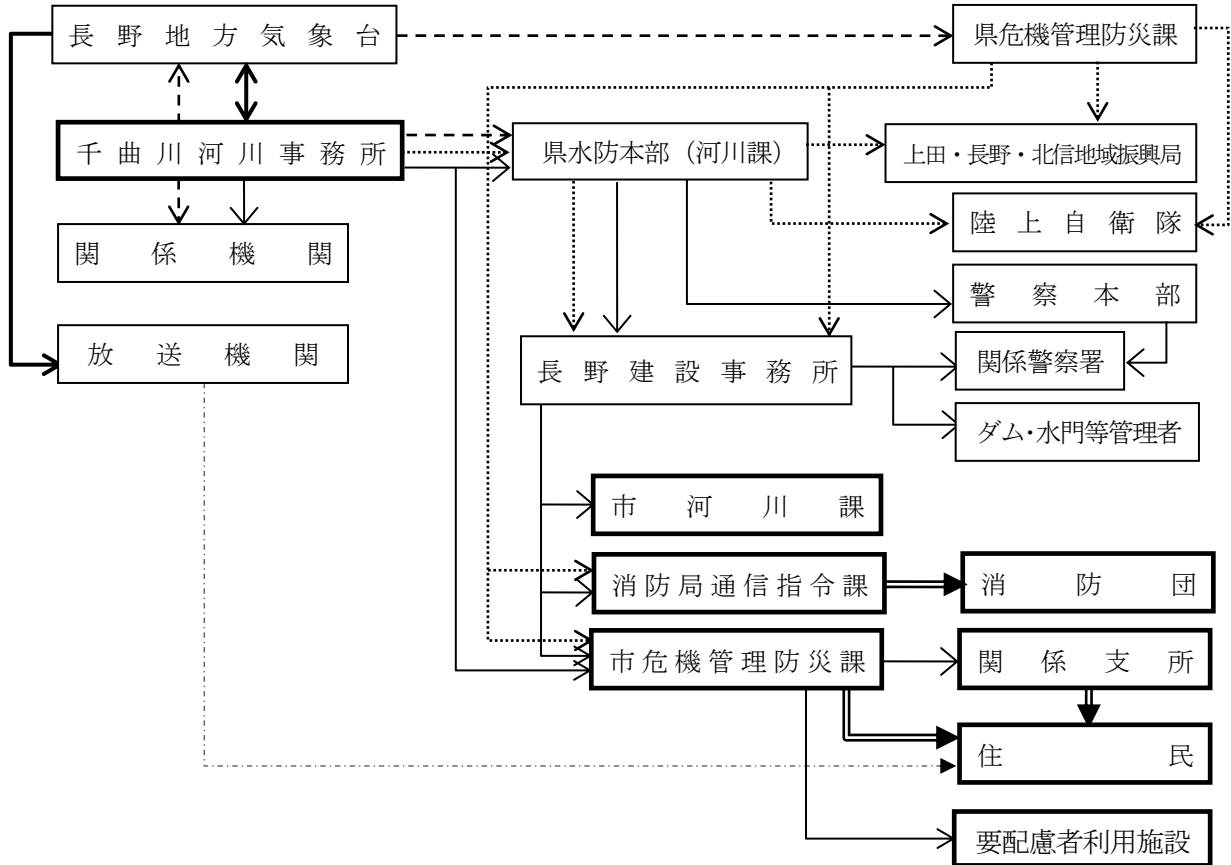 長野地方気象台
県危機管理防災課
千曲川河川事務所
県水防本部（河川課）
上田・長野・北信地域振興局
関係機関
陸上自衛隊
警察本部
放送機関
長野建設事務所
関係警察署
ダム・水門等管理者
市河川課
消防局通信指令課
消防団
市危機管理防災課
関係支所
住民
要配慮者利用施設